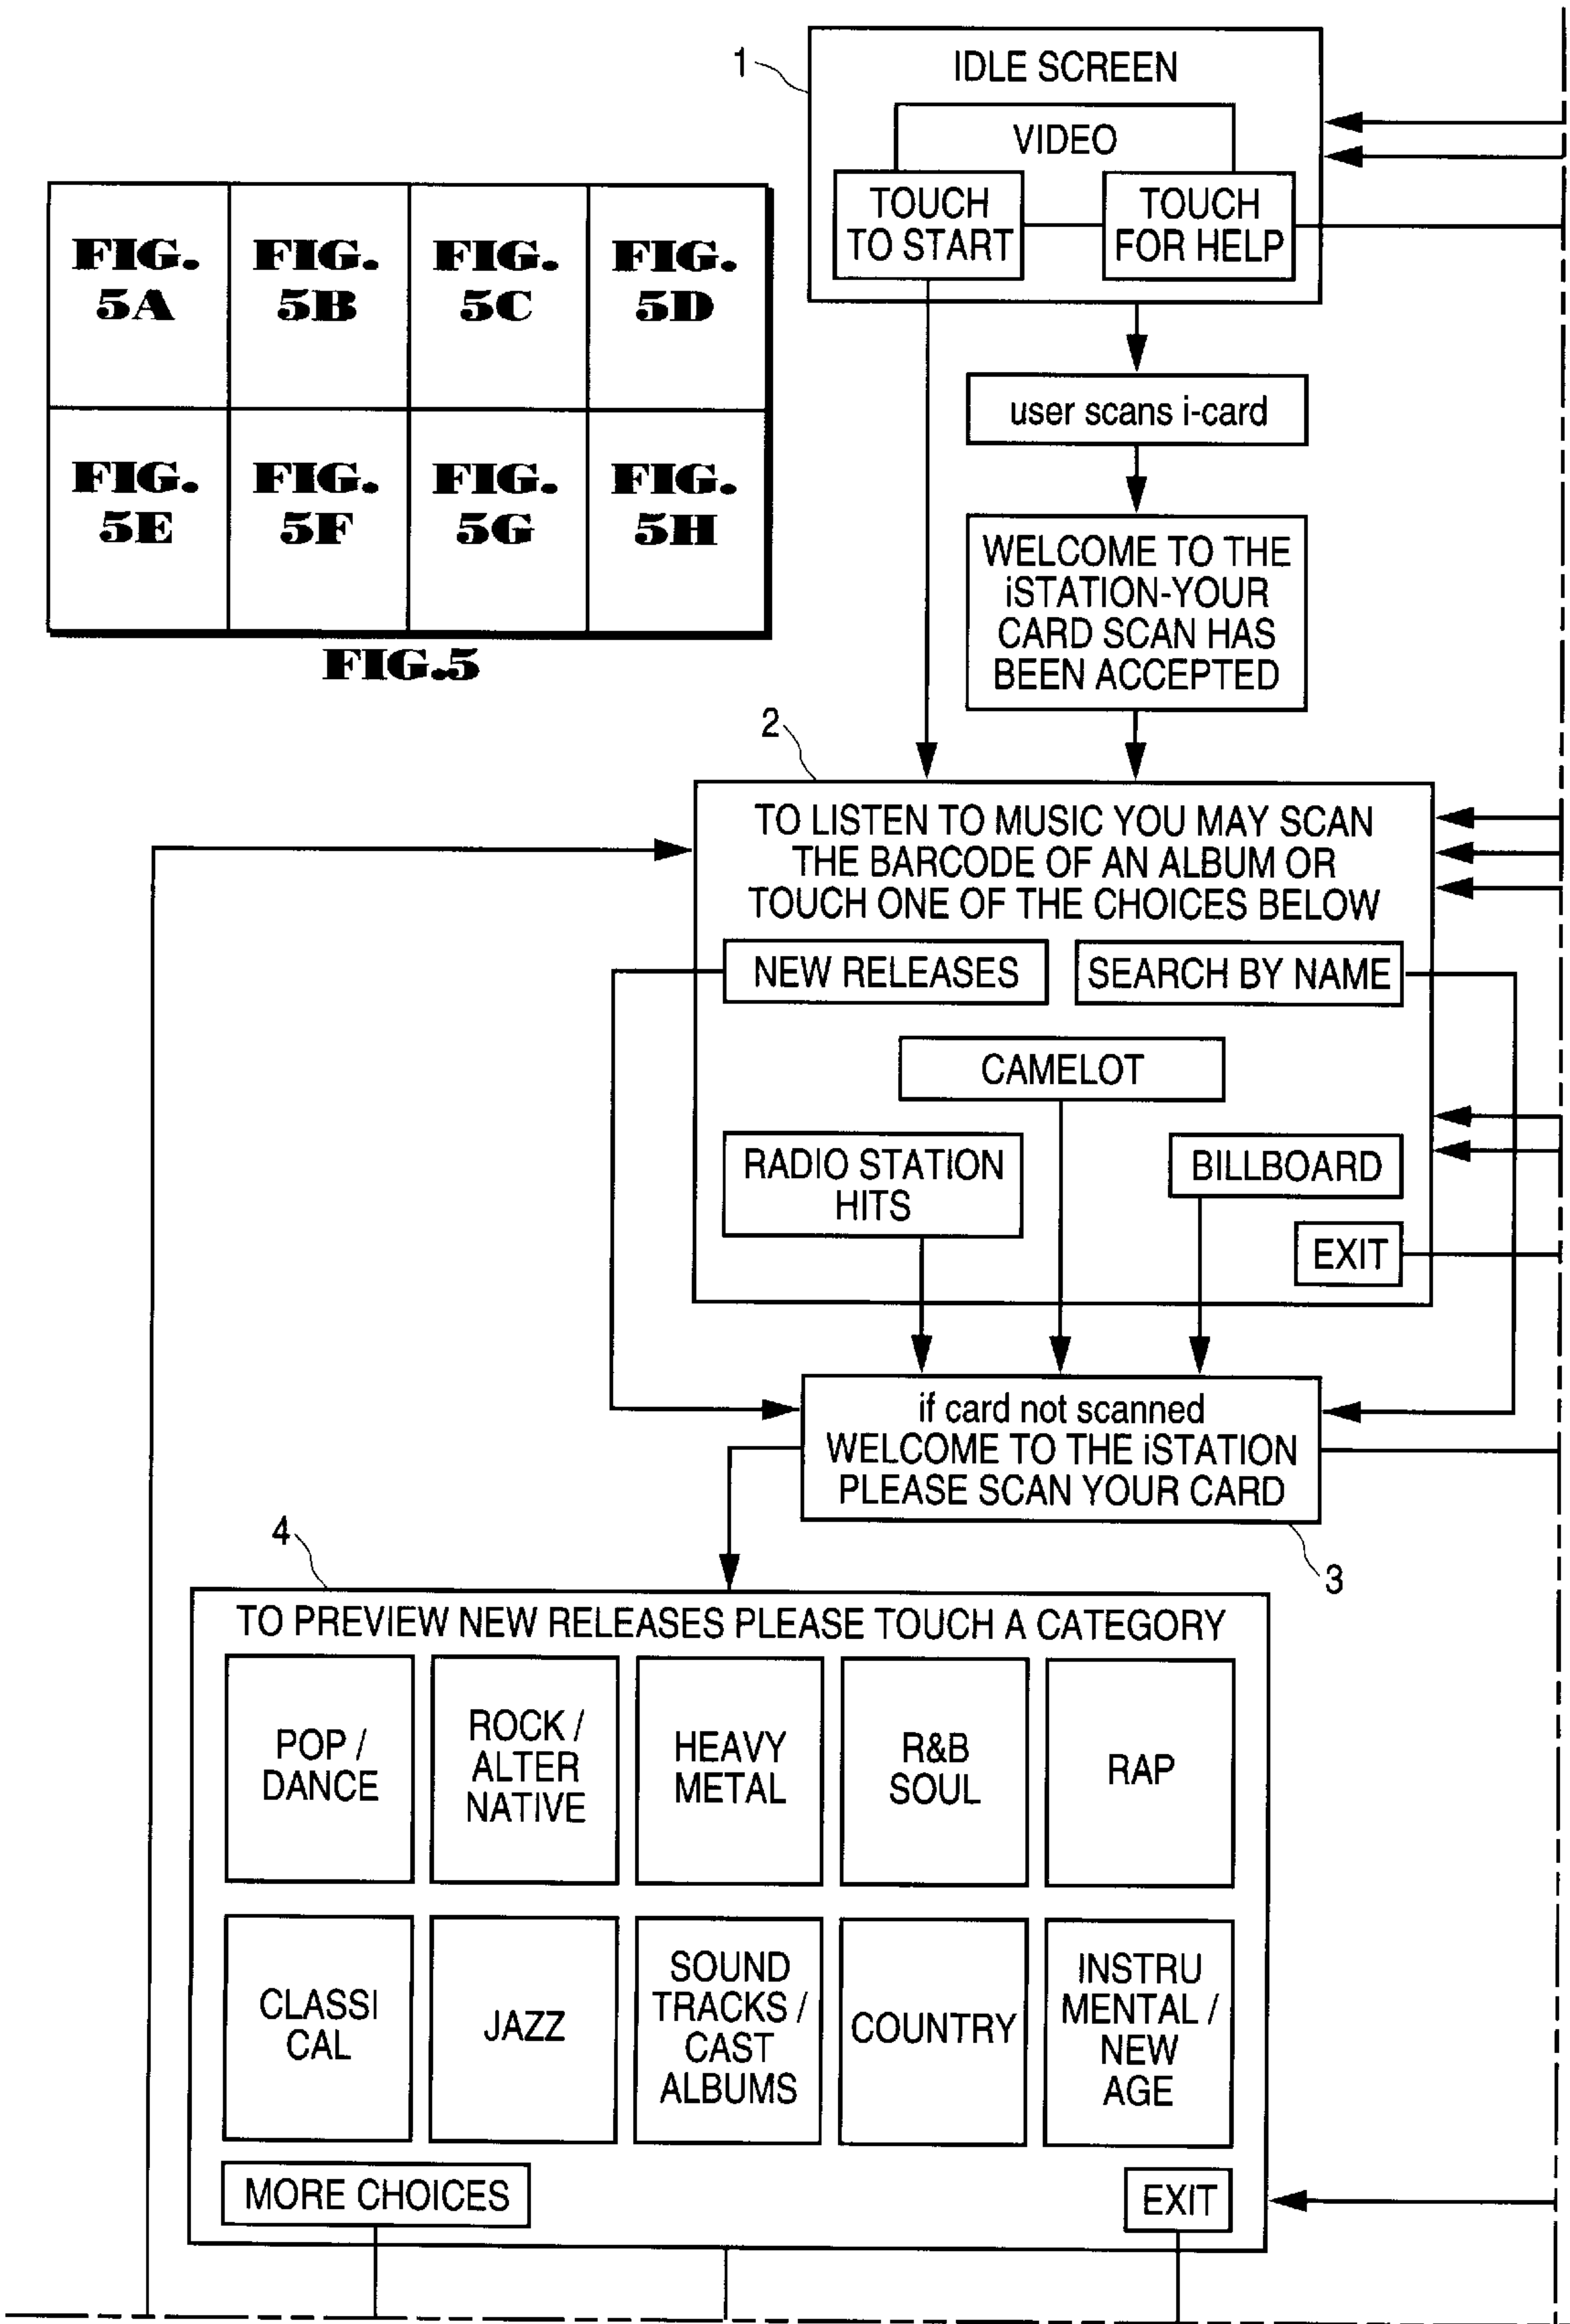 1
IDLE SCREEN
VIDEO
TOUCH
TO START
TOUCH
FOR HELP
FIG.
5A
FIG.
5B
FIG.
5C
FIG.
5D
FIG.
5E
FIG.
5F
FIG.
5G
FIG.
5H
FIG.5
user scans i-card
WELCOME TO THE
iSTATION-YOUR
CARD SCAN HAS
BEEN ACCEPTED
2
TO LISTEN TO MUSIC YOU MAY SCAN
THE BARCODE OF AN ALBUM OR
TOUCH ONE OF THE CHOICES BELOW
NEW RELEASES
SEARCH BY NAME
CAMELOT
RADIO STATION
HITS
BILLBOARD
EXIT
if card not scanned
WELCOME TO THE iSTATION
PLEASE SCAN YOUR CARD
3
4
TO PREVIEW NEW RELEASES PLEASE TOUCH A CATEGORY
POP /
DANCE
ROCK /
ALTER
NATIVE
HEAVY
METAL
R&B
SOUL
RAP
CLASSI
CAL
JAZZ
SOUND
TRACKS /
CAST
ALBUMS
COUNTRY
INSTRU
MENTAL /
NEW
AGE
MORE CHOICES
EXIT